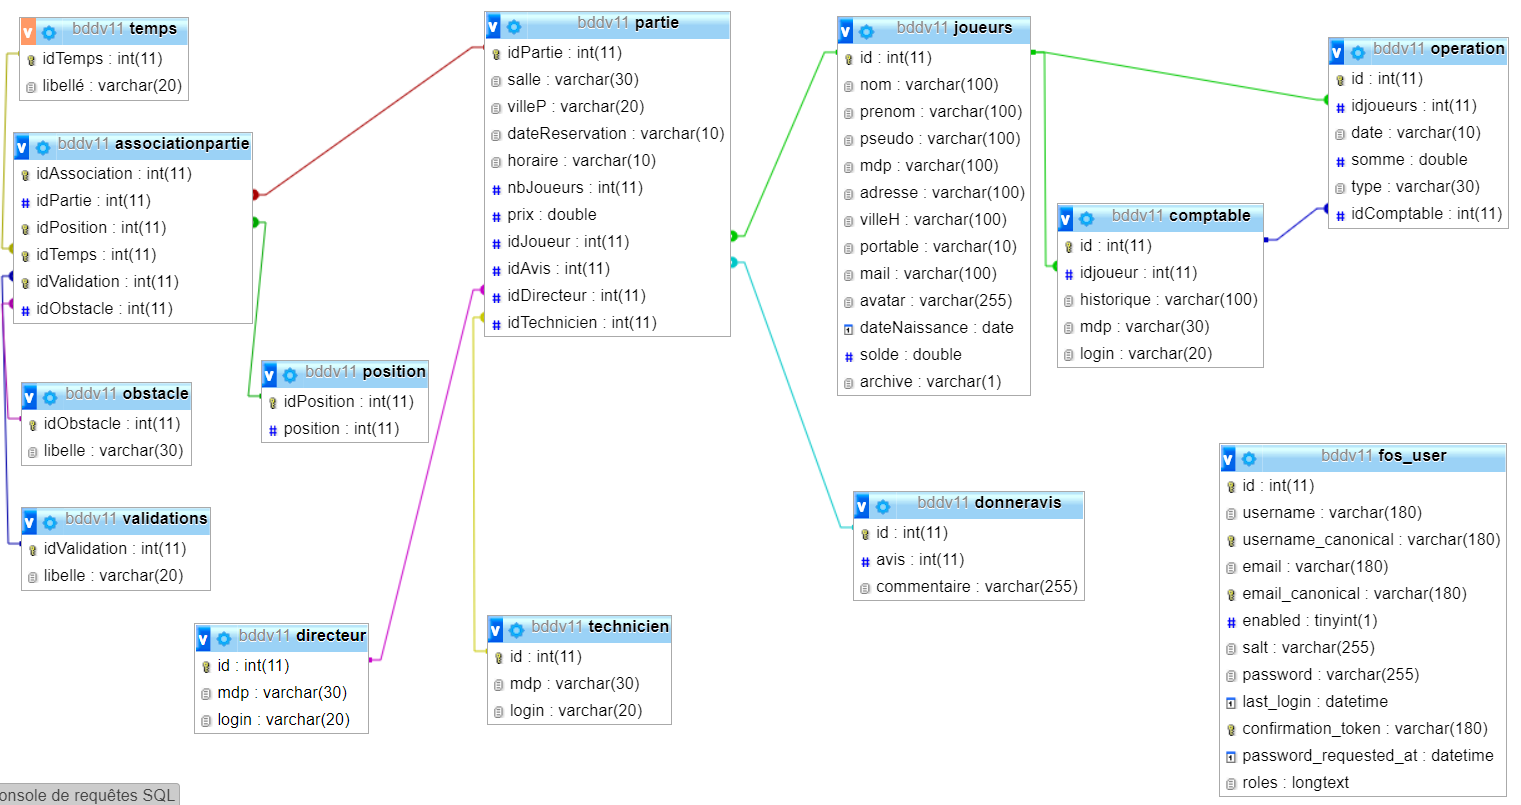 bddv11 temps
idTemps : int(11)
libellé : varchar(20)
bddv11 associationpartie
idAssociation : int(11)
idPartie : int(11)
idPosition : int(11)
idTemps : int(11)
idValidation : int(11)
idObstacle : int(11)
bddv11 obstacle
idObstacle : int(11)
libelle : varchar(30)
bddv11 validations
idValidation : int(11)
libelle : varchar(20)
bddv11 position
idPosition : int(11)
position : int(11)
bddv11 directeur
id : int(11)
mdp : varchar(30)
login : varchar(20)
bddv11 partie
idPartie : int(11)
salle : varchar(30)
villeP : varchar(20)
dateReservation : varchar(10)
horaire : varchar(10)
nbJoueurs : int(11)
prix : double
idJoueur : int(11)
idAvis : int(11)
idDirecteur : int(11)
idTechnicien : int(11)
bddv11 technicien
id : int(11)
mdp : varchar(30)
login : varchar(20)
bddv11 joueurs
id : int(11)
nom : varchar(100)
prenom : varchar(100)
pseudo : varchar(100)
mdp : varchar(100)
adresse : varchar(100)
villeH : varchar(100)
portable : varchar(10)
mail : varchar(100)
avatar : varchar(255)
dateNaissance : date
solde : double
archive : varchar(1)
bddv11 donneravis
id : int(11)
avis : int(11)
commentaire : varchar(255)
bddv11 comptable
id : int(11)
idjoueur : int(11)
historique : varchar(100)
mdp : varchar(30)
login : varchar(20)
bddv11 operation
id : int(11)
idjoueurs : int(11)
date : varchar(10)
somme : double
type : varchar(30)
idComptable : int(11)
bddv11 fos_user
id : int(11)
username : varchar(180)
username_canonical : varchar(180)
email : varchar(180)
email_canonical : varchar(180)
enabled : tinyint(1)
salt : varchar(255)
password : varchar(255)
last_login : datetime
confirmation_token : varchar(180)
password_requested_at : datetime
roles : longtext
onsole de requêtes SQL